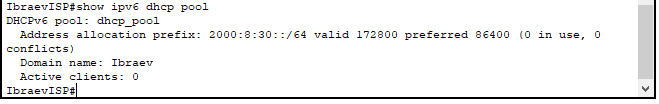 IbraevISP#show ipv6 dhcp pool
DHCPv6 pool: dhcp_pool
  Address allocation prefix: 2000:8:30::/64 valid 172800 preferred 86400 (0 in use, 0
conflicts)
  Domain name: Ibraev
  Active clients: 0
IbraevISP#